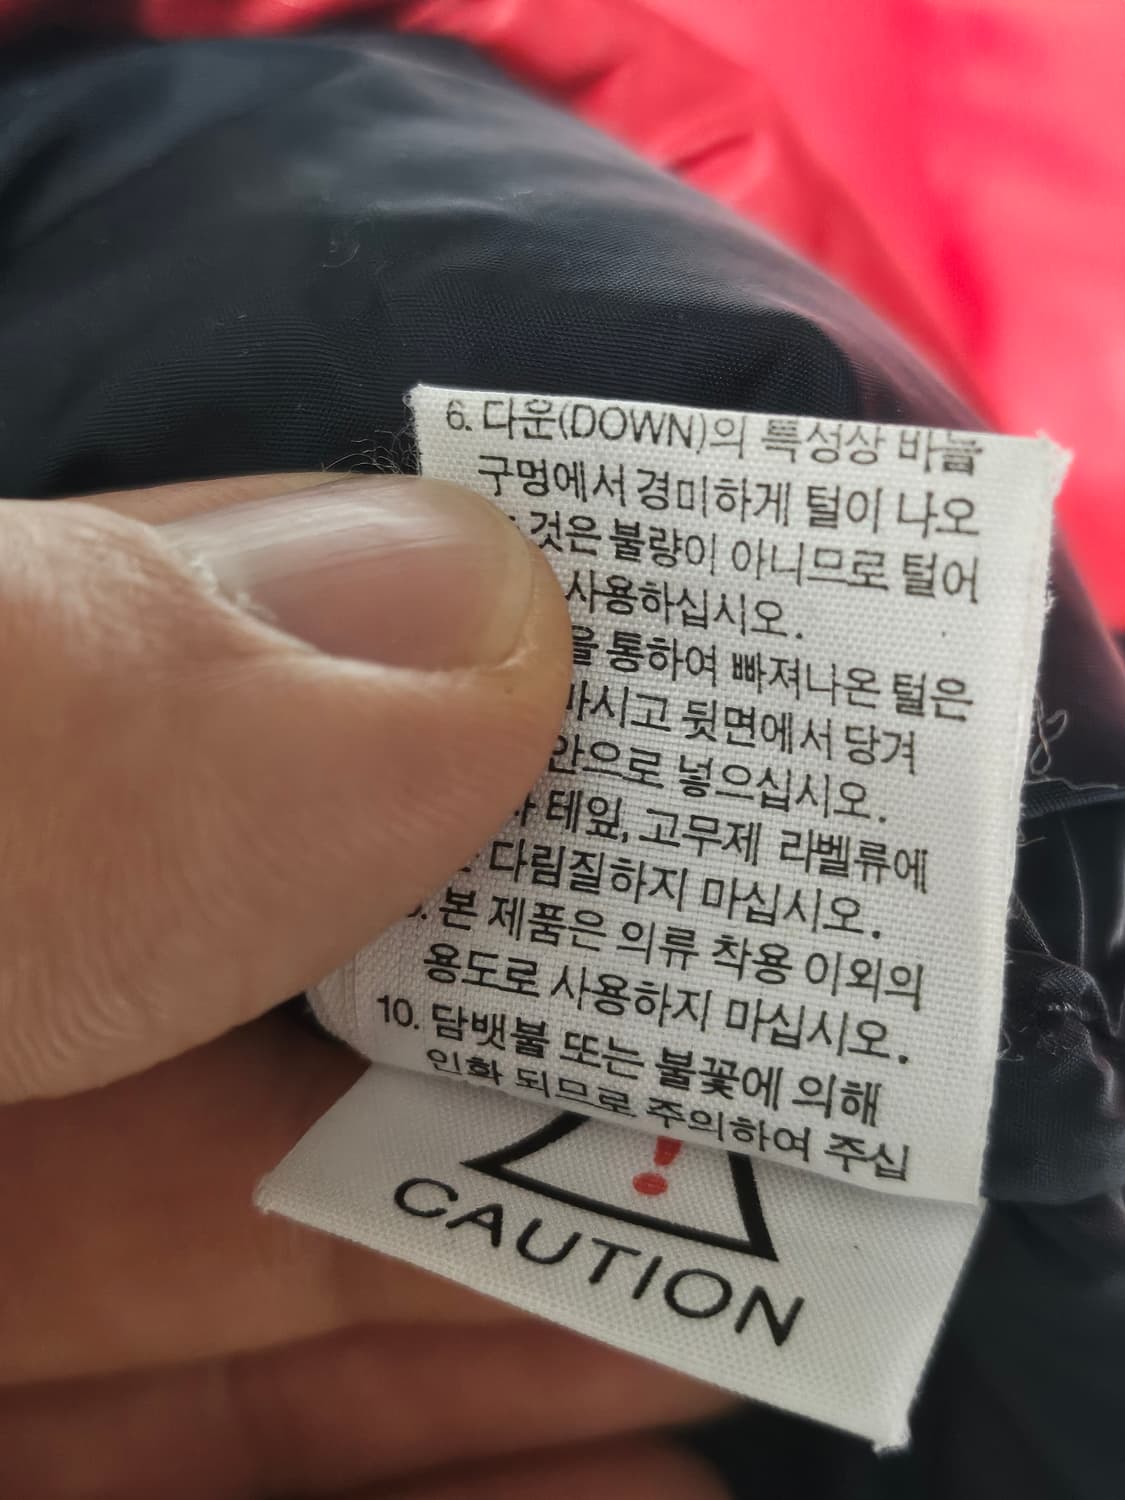 6. 다운(DOWN)의 특성상 바늘
구멍에서 경미하게 털이 나오
것은 불량이 아니므로 털어
사용하십시오.
을 통하여 빠져나온 털은
마시고 뒷면에서 당겨
안으로 넣으십시오.
테잎, 고무제 라벨류에
다림질하지 마십시오.
본 제품은 의류 착용 이외의
용도로 사용하지 마십시오.
10. 담뱃불 또는 불꽃에 의해
인화 되므로 주의하여 주십
!
CAUTION